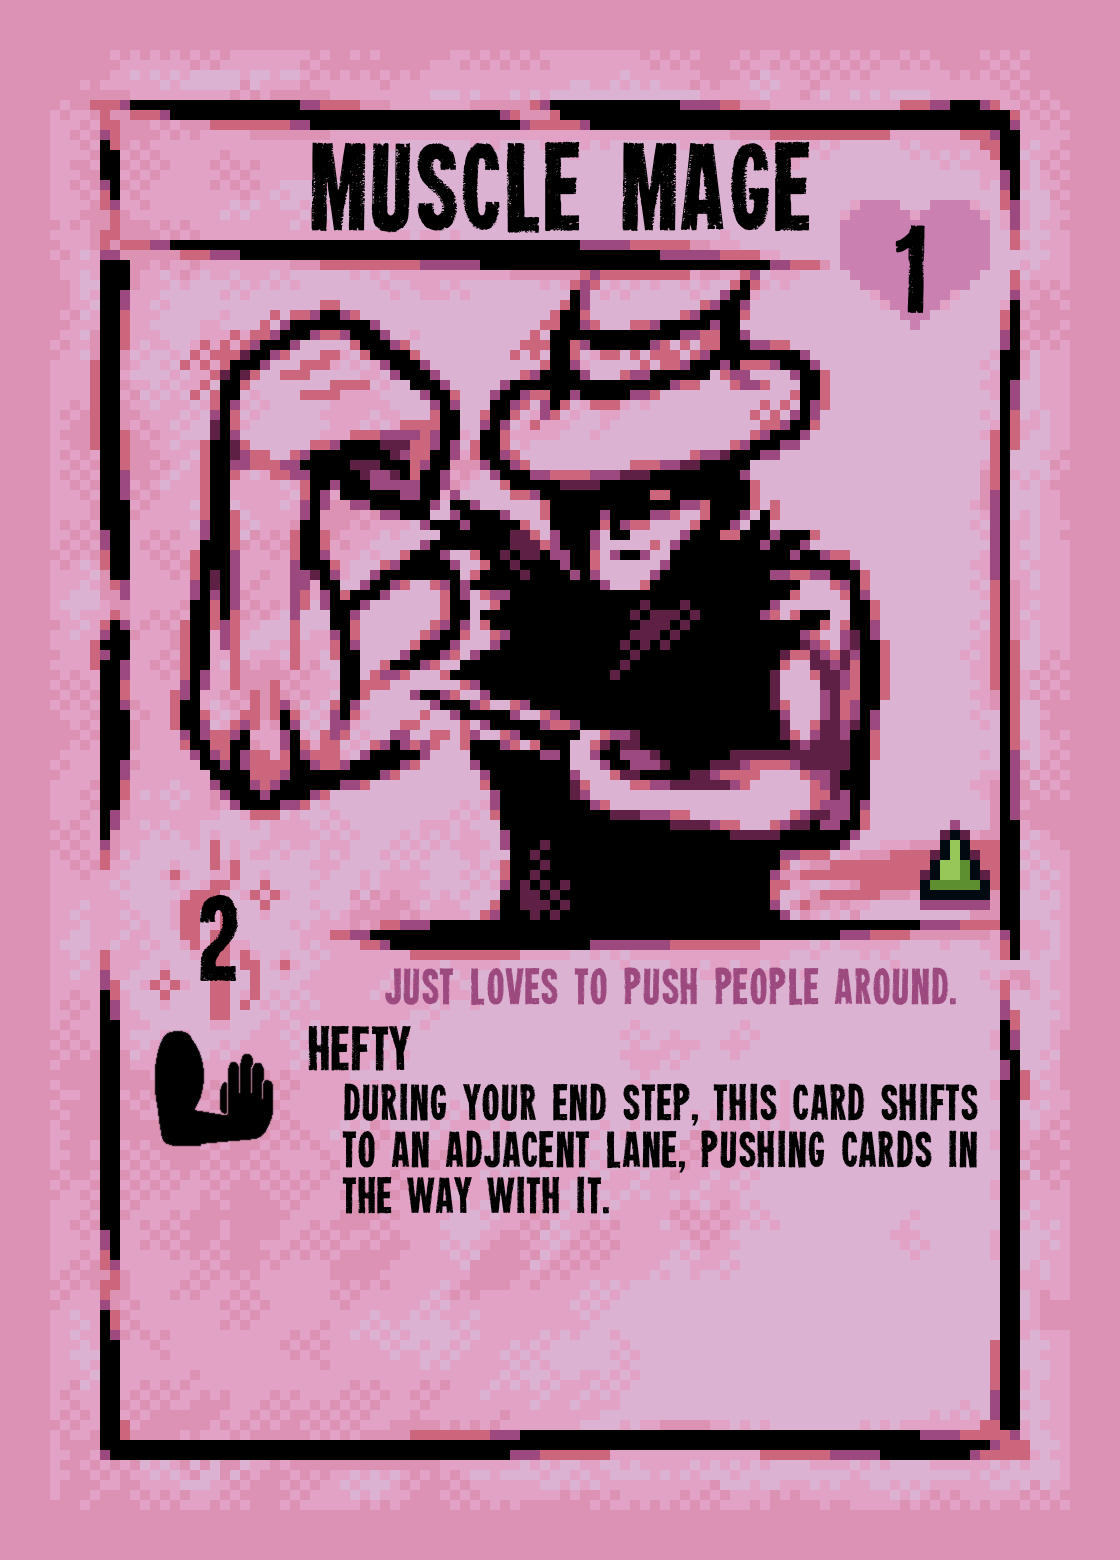 MUSCLE MAGE
1
2
JUST LOVES TO PUSH PEOPLE AROUND.
HEFTY
DURING YOUR END STEP, THIS CARD SHIFTS
TO AN ADJACENT LANE, PUSHING CARDS IN
THE WAY WITH IT.